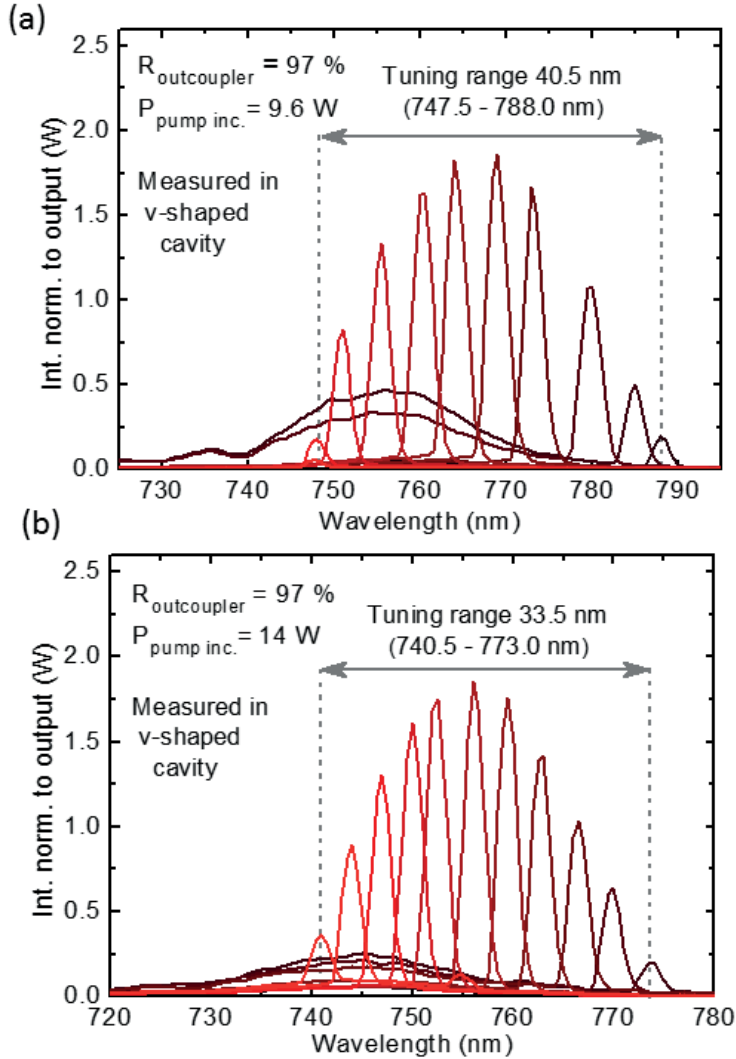 (a)
2.5
2.0
1.5
1.0
0.5
0.0
Int. norm. to output (W)
R outcoupler = 97 %
P pump inc. = 9.6 W
Measured in
v-shaped
cavity
Tuning range 40.5 nm
(747.5 - 788.0 nm)
730 740 750 760 770 780 790
Wavelength (nm)
(b)
2.5
2.0
1.5
1.0
0.5
0.0
Int. norm. to output (W)
R outcoupler = 97 %
P pump inc. = 14 W
Measured in
v-shaped
cavity
Tuning range 33.5 nm
(740.5 - 773.0 nm)
720 730 740 750 760 770 780
Wavelength (nm)